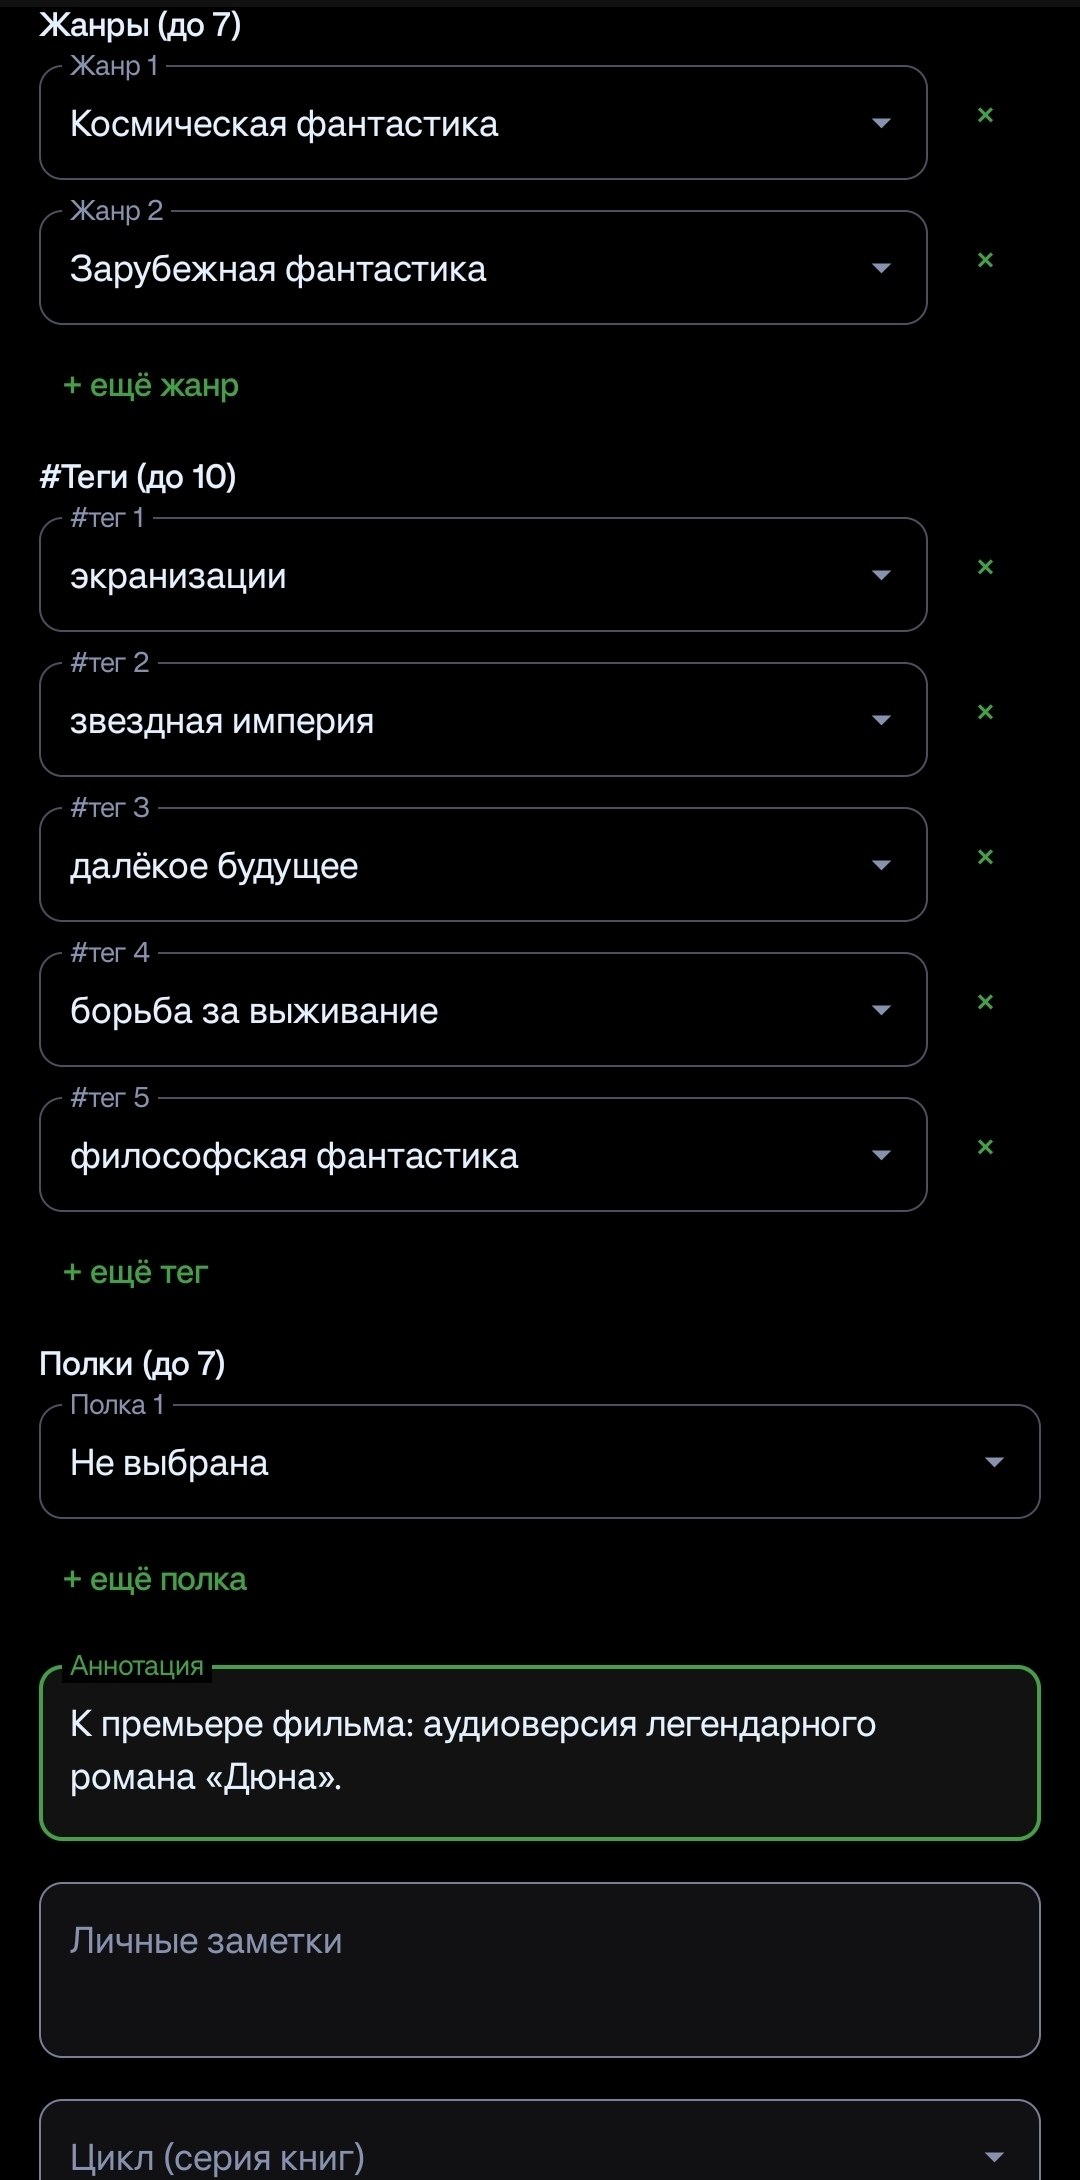 Жанры (до 7)
Жанр 1
Космическая фантастика
×
Жанр 2
Зарубежная фантастика
×
+ ещё жанр
#Теги (до 10)
#тег 1
экранизации
×
#тег 2
звездная империя
×
#тег 3
далёкое будущее
×
#тег 4
борьба за выживание
×
#тег 5
философская фантастика
×
+ ещё тег
Полки (до 7)
Полка 1
Не выбрана
+ ещё полка
Аннотация
К премьере фильма: аудиоверсия легендарного
романа «Дюна».
Личные заметки
Цикл (серия книг)